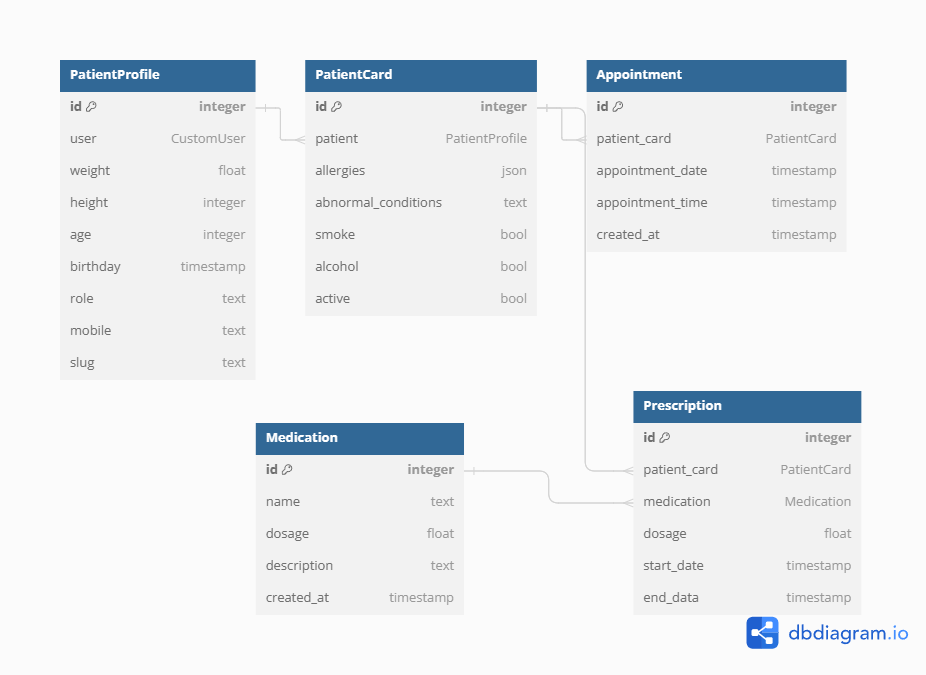 PatientProfile
id integer
user CustomUser
weight float
height integer
age integer
birthday timestamp
role text
mobile text
slug text
PatientCard
id integer
patient PatientProfile
allergies json
abnormal_conditions text
smoke bool
alcohol bool
active bool
Appointment
id integer
patient_card PatientCard
appointment_date timestamp
appointment_time timestamp
created_at timestamp
Medication
id integer
name text
dosage float
description text
created_at timestamp
Prescription
id integer
patient_card PatientCard
medication Medication
dosage float
start_date timestamp
end_data timestamp
dbdiagram.io